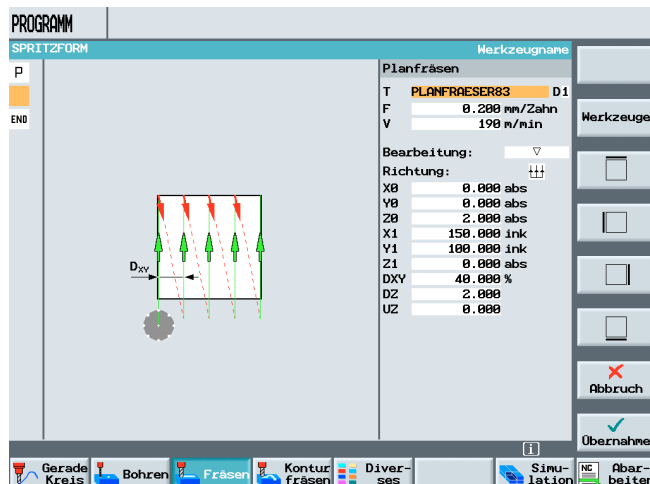 PROGRAMM
SPRITZFORM Werkzeugname
P
END
Planfräsen
T PLANFRAESER83 D1
F 0.200 mm/Zahn
V 190 m/min
Bearbeitung: ▽
Richtung:
X0 0.000 abs
Y0 0.000 abs
Z0 2.000 abs
X1 150.000 ink
Y1 100.000 ink
Z1 0.000 abs
DXY 40.000 %
DZ 2.000
UZ 0.000
DXY
Werkzeuge
Abbruch
Übernahme
i
Gerade Kreis
Bohren
Fräsen
Kontur fräsen
Diver-
ses
Simu-
lation
NC Abar-
beiten